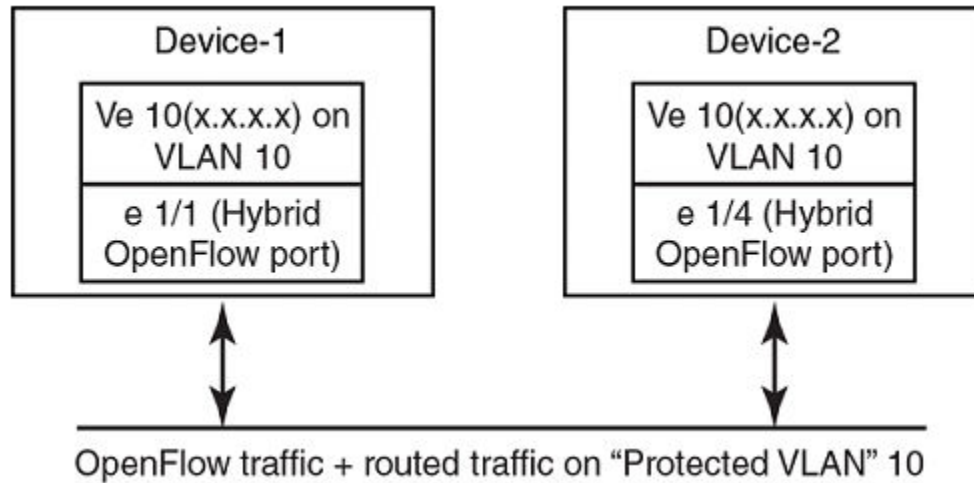 Device-1
Ve 10(x.x.x.x) on
VLAN 10
e 1/1 (Hybrid
OpenFlow port)
Device-2
Ve 10(x.x.x.x) on
VLAN 10
e 1/4 (Hybrid
OpenFlow port)
OpenFlow traffic + routed traffic on “Protected VLAN” 10